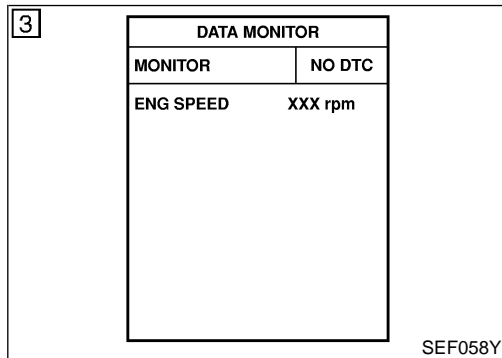 3
DATA MONITOR
MONITOR NO DTC
ENG SPEED XXX rpm
SEF058Y